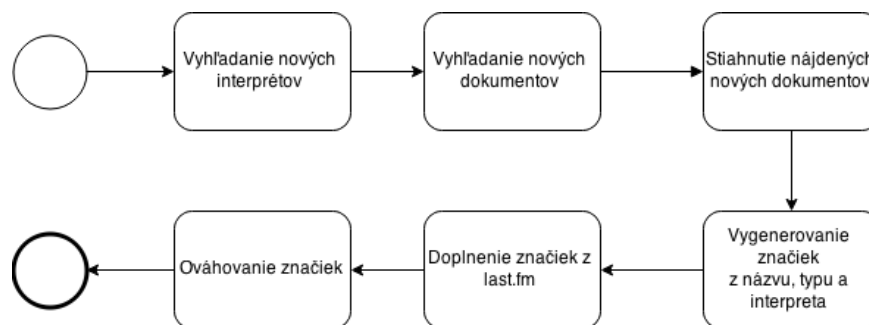 Vyhľadanie nových
interprétov
Vyhľadanie nových
dokumentov
Stiahnutie nájdených
nových dokumentov
Vygenerovanie
značiek
z názvu, typu a
interpreta
Doplnenie značiek z
last.fm
Ováhovanie značiek